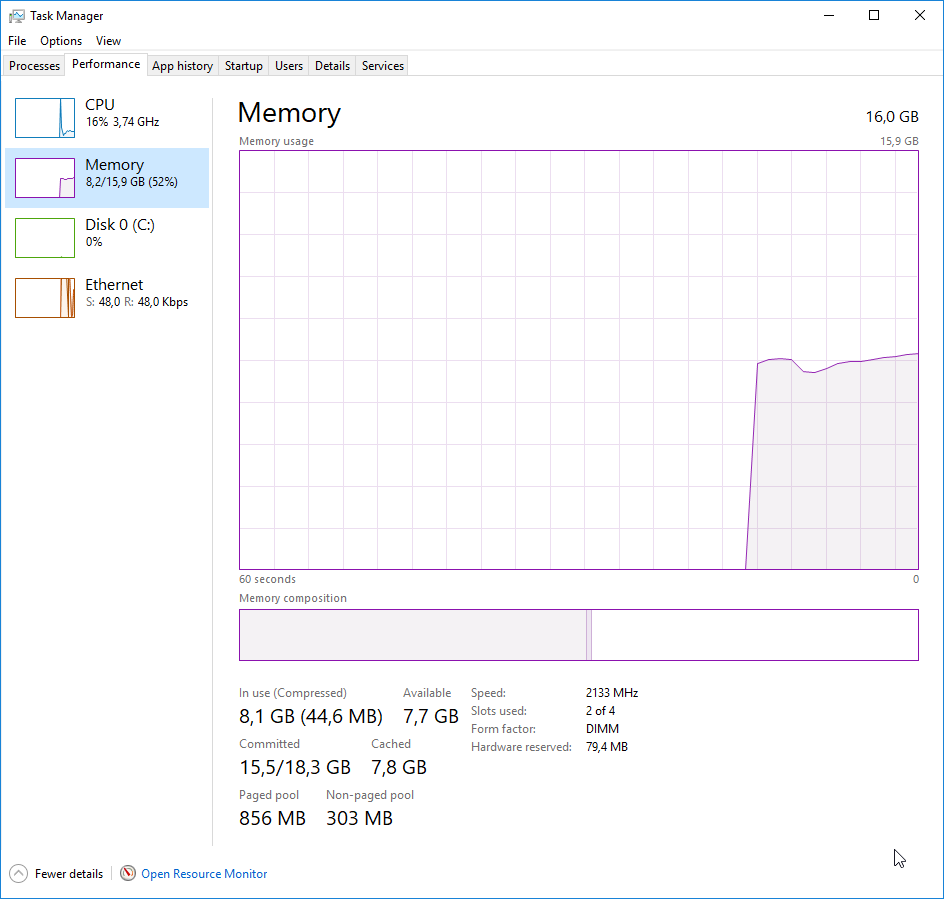 Task Manager
File Options View
Processes Performance App history Startup Users Details Services
CPU
16% 3,74 GHz
Memory
8,2/15,9 GB (52%)
Disk 0 (C:)
0%
Ethernet
S: 48,0 R: 48,0 Kbps
Memory 16,0 GB
Memory usage 15,9 GB
60 seconds 0
Memory composition
In use (Compressed) Available
8,1 GB (44,6 MB) 7,7 GB
Committed Cached
15,5/18,3 GB 7,8 GB
Paged pool Non-paged pool
856 MB 303 MB
Speed: 2133 MHz
Slots used: 2 of 4
Form factor: DIMM
Hardware reserved: 79,4 MB
Fewer details Open Resource Monitor